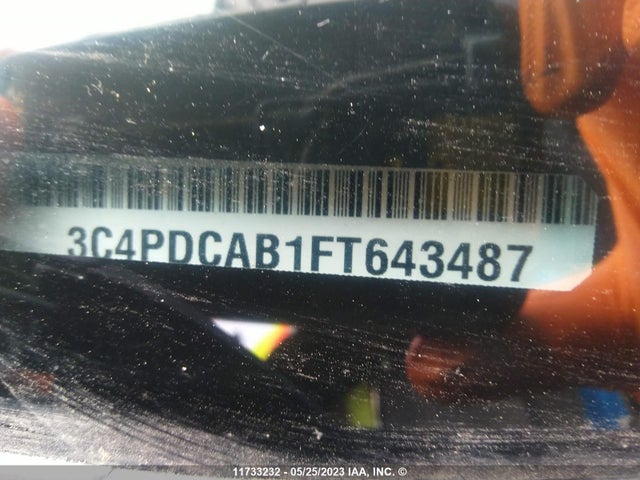 3C4PDCAB1FT643487
11733232 - 05/25/2023 IAA, INC. ©